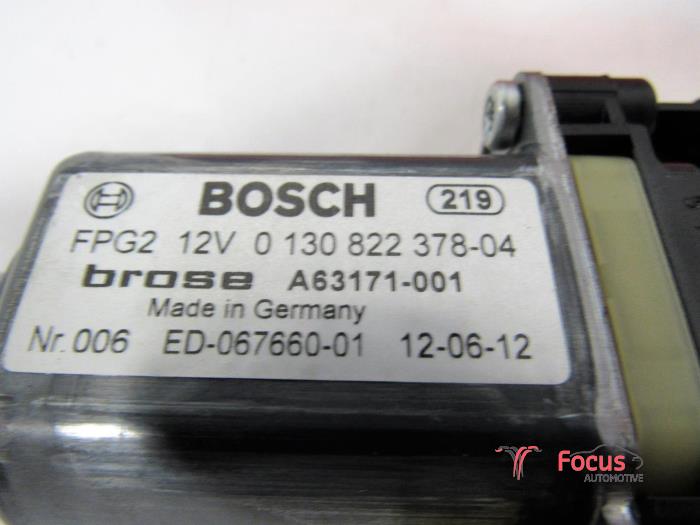 BOSCH 219
FPG2 12V 0 130 822 378-04
brose A63171-001
Made in Germany
Nr. 006 ED-067660-01 12-06-12
Focus
AUTOMOTIVE